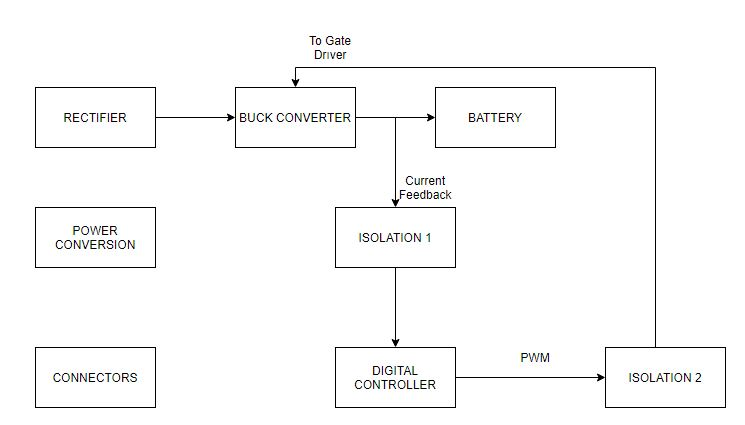 To Gate
Driver
RECTIFIER
BUCK CONVERTER
BATTERY
Current
Feedback
POWER
CONVERSION
ISOLATION 1
CONNECTORS
DIGITAL
CONTROLLER
PWM
ISOLATION 2